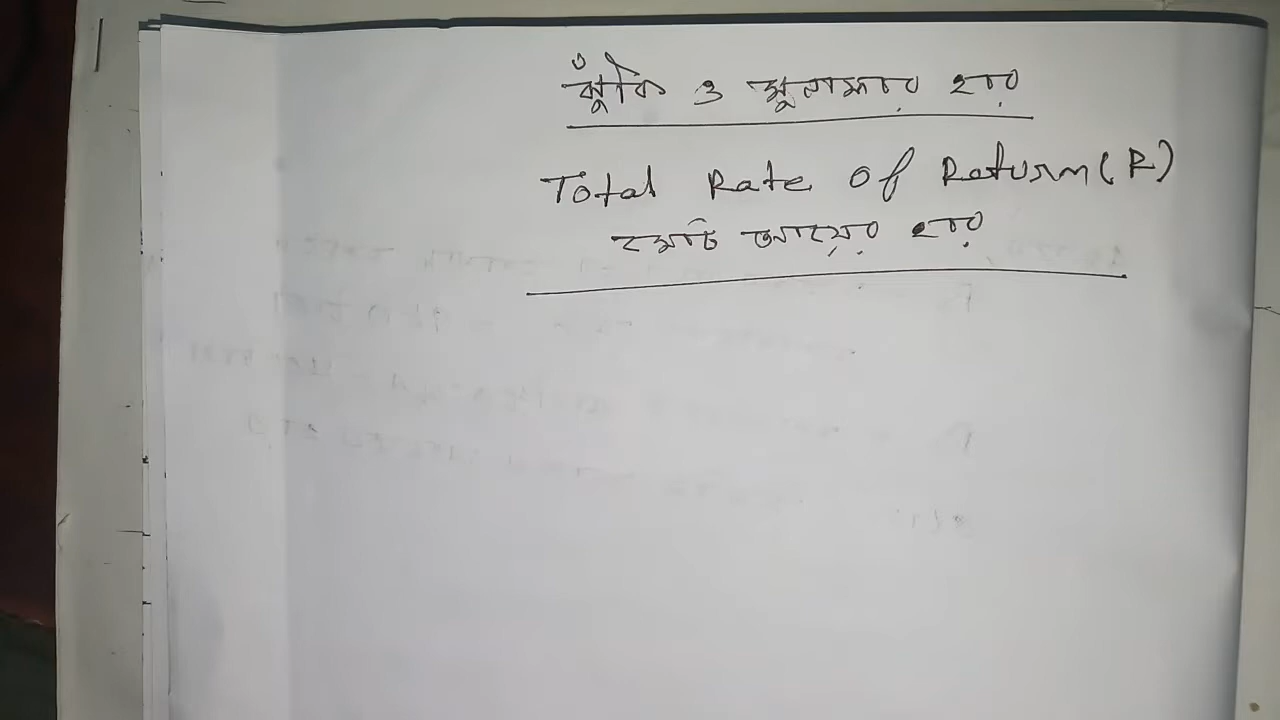 ঝুঁকি ও মুনাফার হার
Total Rate of Return (R)
মোট আয়ের হার